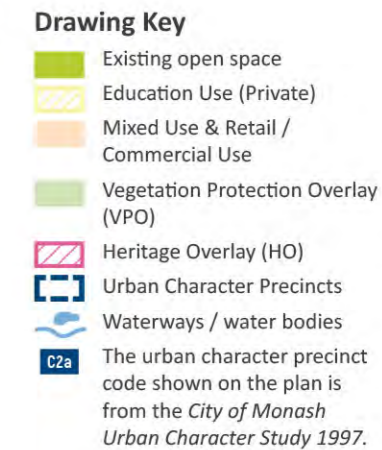 Drawing Key
Existing open space
Education Use (Private)
Mixed Use & Retail /
Commercial Use
Vegetation Protection Overlay
(VPO)
Heritage Overlay (HO)
Urban Character Precincts
Waterways / water bodies
C2a
The urban character precinct
code shown on the plan is
from the City of Monash
Urban Character Study 1997.